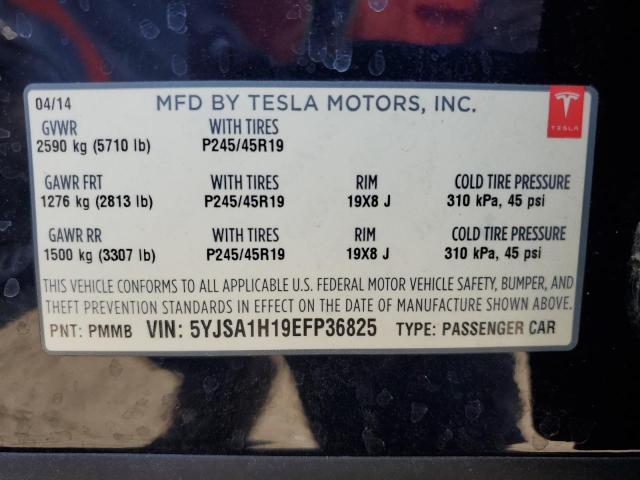 04/14 MFD BY TESLA MOTORS, INC.
TESLA
GVWR WITH TIRES
2590 kg (5710 lb) P245/45R19
GAWR FRT WITH TIRES RIM COLD TIRE PRESSURE
1276 kg (2813 lb) P245/45R19 19X8 J 310 kPa, 45 psi
GAWR RR WITH TIRES RIM COLD TIRE PRESSURE
1500 kg (3307 lb) P245/45R19 19X8 J 310 kPa, 45 psi
THIS VEHICLE CONFORMS TO ALL APPLICABLE U.S. FEDERAL MOTOR VEHICLE SAFETY, BUMPER, AND
THEFT PREVENTION STANDARDS IN EFFECT ON THE DATE OF MANUFACTURE SHOWN ABOVE.
PNT: PMMB VIN: 5YJSA1H19EFP36825 TYPE: PASSENGER CAR